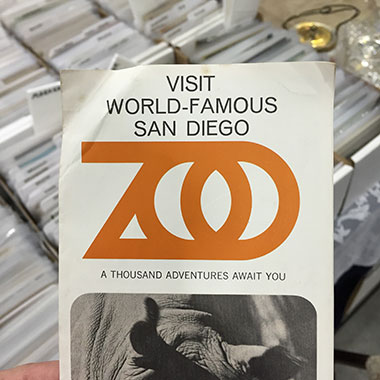 VISIT
WORLD-FAMOUS
SAN DIEGO
ZOO
A THOUSAND ADVENTURES AWAIT YOU